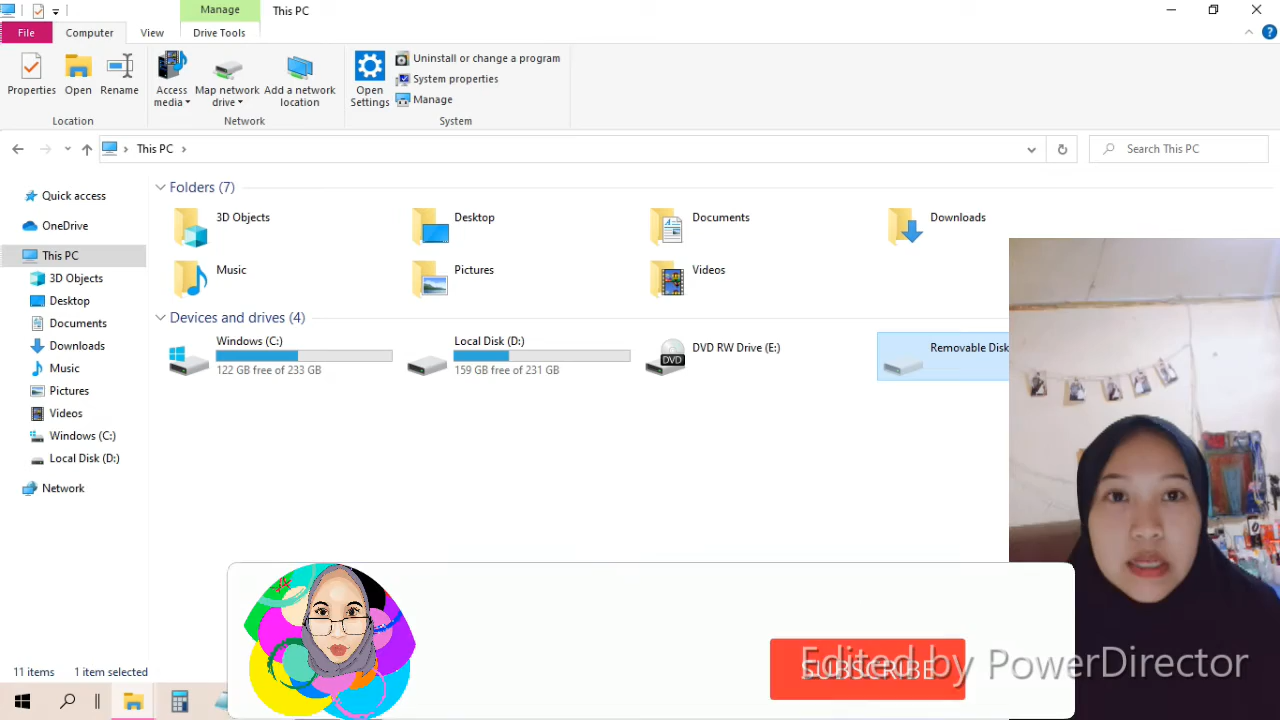 Manage
This PC
File
Computer
View
Drive Tools
Properties
Open
Rename
Access media
Map network drive
Add a network location
Open Settings
Uninstall or change a program
System properties
Manage
Location
Network
System
This PC
Search This PC
Quick access
OneDrive
This PC
3D Objects
Desktop
Documents
Downloads
Music
Pictures
Videos
Windows (C:)
Local Disk (D:)
Network
Folders (7)
3D Objects
Desktop
Documents
Downloads
Music
Pictures
Videos
Devices and drives (4)
Windows (C:)
122 GB free of 233 GB
Local Disk (D:)
159 GB free of 231 GB
DVD RW Drive (E:)
DVD
Removable Disk
SUBSCRIBE
Edited by PowerDirector
11 items
1 item selected